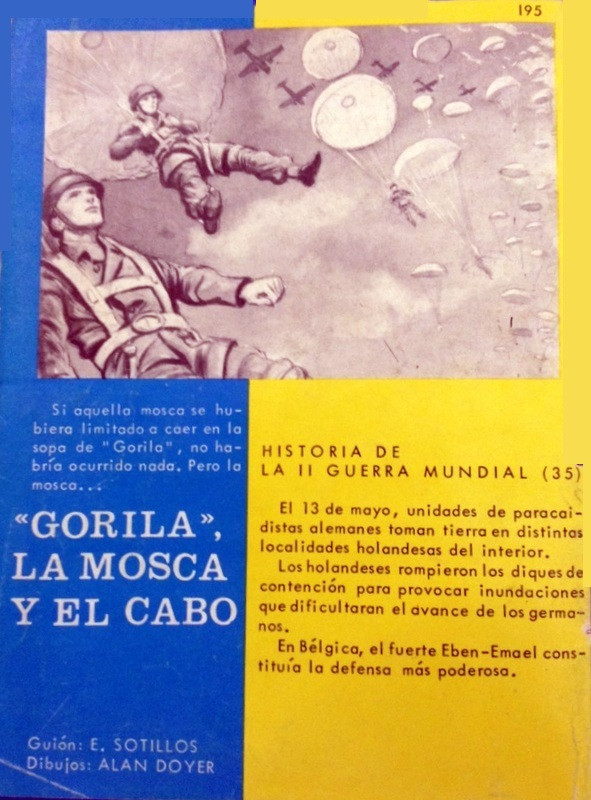 195
Si aquella mosca se hu-
biera limitado a caer en la
sopa de "Gorila", no ha-
bría ocurrido nada. Pero la
mosca...
«GORILA»,
LA MOSCA
Y EL CABO
Guión: E. SOTILLOS
Dibujos: ALAN DOYER
HISTORIA DE
LA II GUERRA MUNDIAL (35)
El 13 de mayo, unidades de paracai-
distas alemanes toman tierra en distintas
localidades holandesas del interior.
Los holandeses rompieron los diques de
contención para provocar inundaciones
que dificultaran el avance de los germa-
nos.
En Bélgica, el fuerte Eben-Emael cons-
tituía la defensa más poderosa.